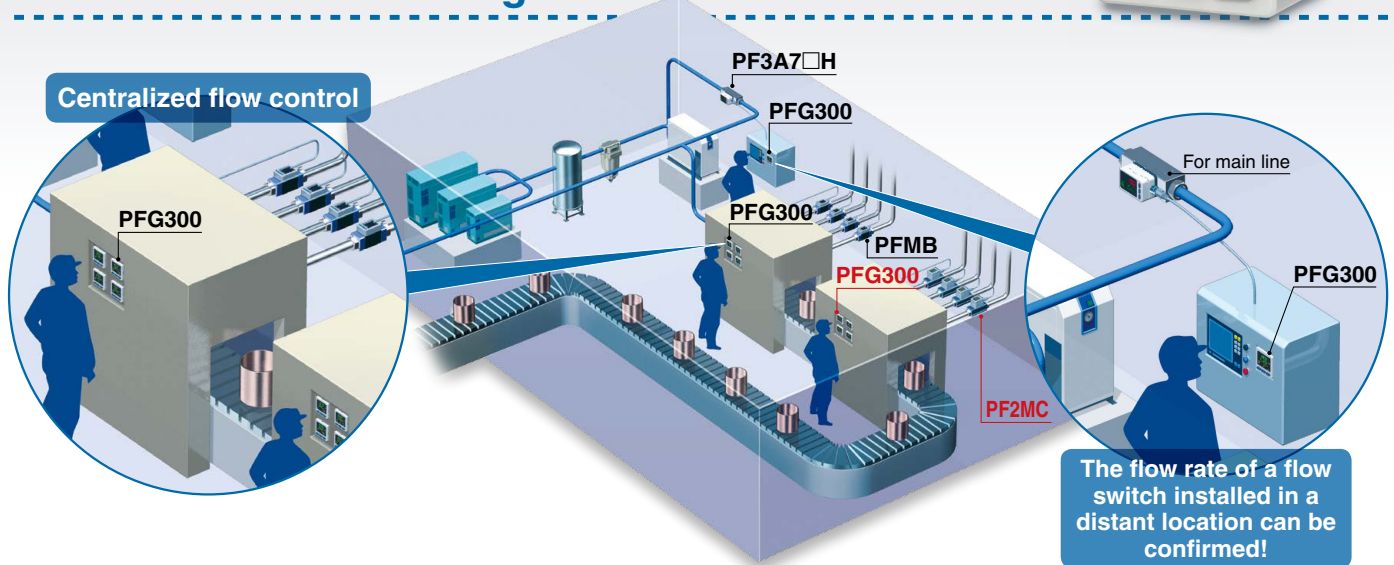 PF3A7□H
Centralized flow control
PFG300
For main line
PFG300
PFG300
PFMB
PFG300
PFG300
PF2MC
The flow rate of a flow
switch installed in a
distant location can be
confirmed!